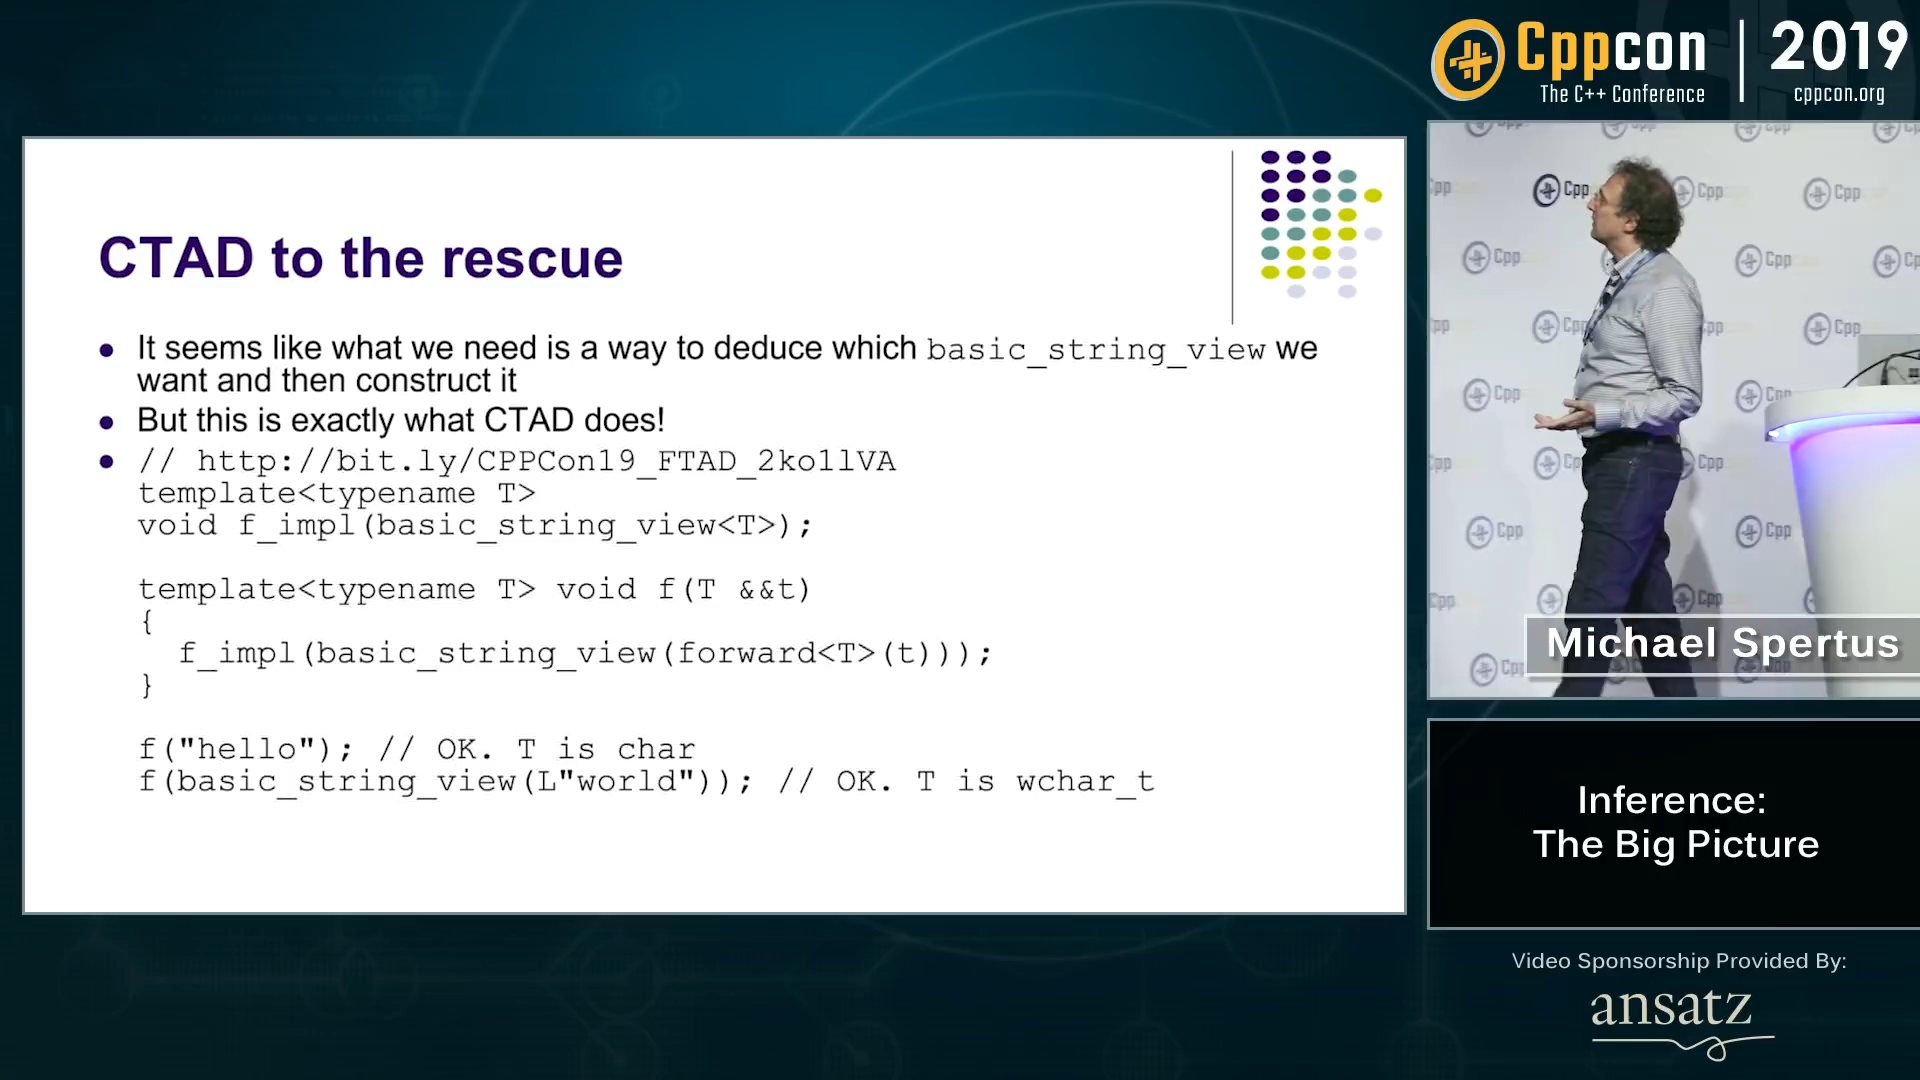 Cppcon
The C++ Conference
2019
cppcon.org
CTAD to the rescue
It seems like what we need is a way to deduce which basic_string_view we
want and then construct it
But this is exactly what CTAD does!
// http://bit.ly/CPPCon19_FTAD_2ko1lVA
template<typename T>
void f_impl(basic_string_view<T>);
template<typename T> void f(T &&t)
{
f_impl(basic_string_view(forward<T>(t)));
}
f("hello"); // OK. T is char
f(basic_string_view(L"world")); // OK. T is wchar_t
Michael Spertus
Inference:
The Big Picture
Video Sponsorship Provided By:
ansatz